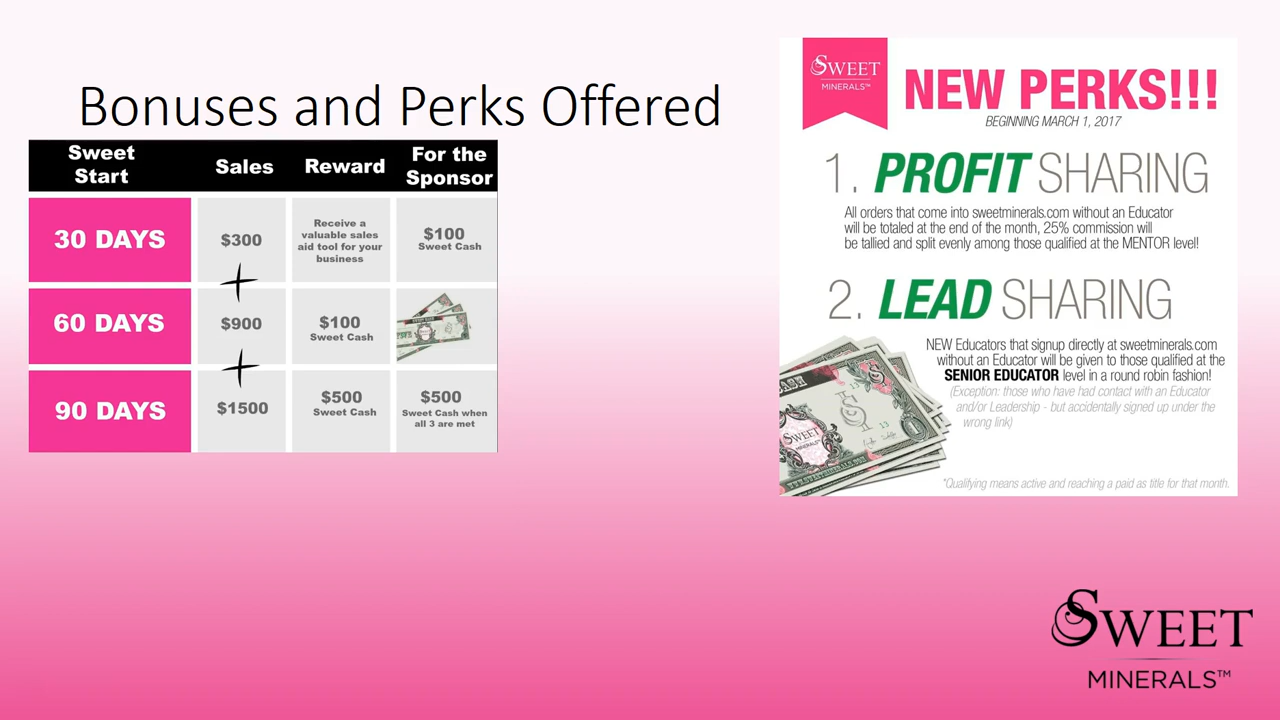 Bonuses and Perks Offered
Sweet
Start
Sales
Reward
For the
Sponsor
30 DAYS
$300
Receive a
valuable sales
aid tool for your
business
$100
Sweet Cash
+
60 DAYS
$900
$100
Sweet Cash
+
90 DAYS
$1500
$500
Sweet Cash
$500
Sweet Cash when
all 3 are met
SWEET
MINERALS™
NEW PERKS!!!
BEGINNING MARCH 1, 2017
1. PROFIT SHARING
All orders that come into sweetminerals.com without an Educator
will be totaled at the end of the month, 25% commission will
be tallied and split evenly among those qualified at the MENTOR level!
2. LEAD SHARING
NEW Educators that signup directly at sweetminerals.com
without an Educator will be given to those qualified at the
SENIOR EDUCATOR level in a round robin fashion!
(Exception: those who have had contact with an Educator
and/or Leadership - but accidentally signed up under the
wrong link)
CASH
SWEET
*Qualifying means active and reaching a paid as title for that month.
SWEET
MINERALS™